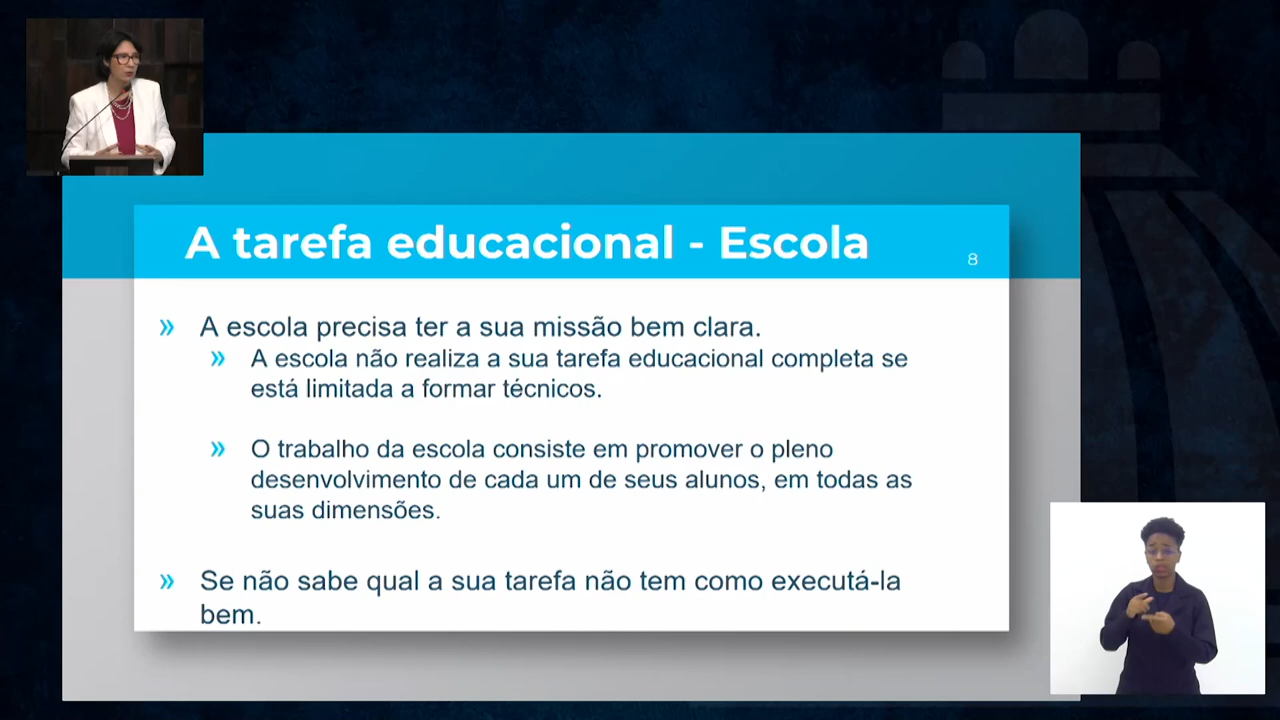 A tarefa educacional - Escola
8
» A escola precisa ter a sua missão bem clara.
» A escola não realiza a sua tarefa educacional completa se
está limitada a formar técnicos.
» O trabalho da escola consiste em promover o pleno
desenvolvimento de cada um de seus alunos, em todas as
suas dimensões.
» Se não sabe qual a sua tarefa não tem como executá-la
bem.